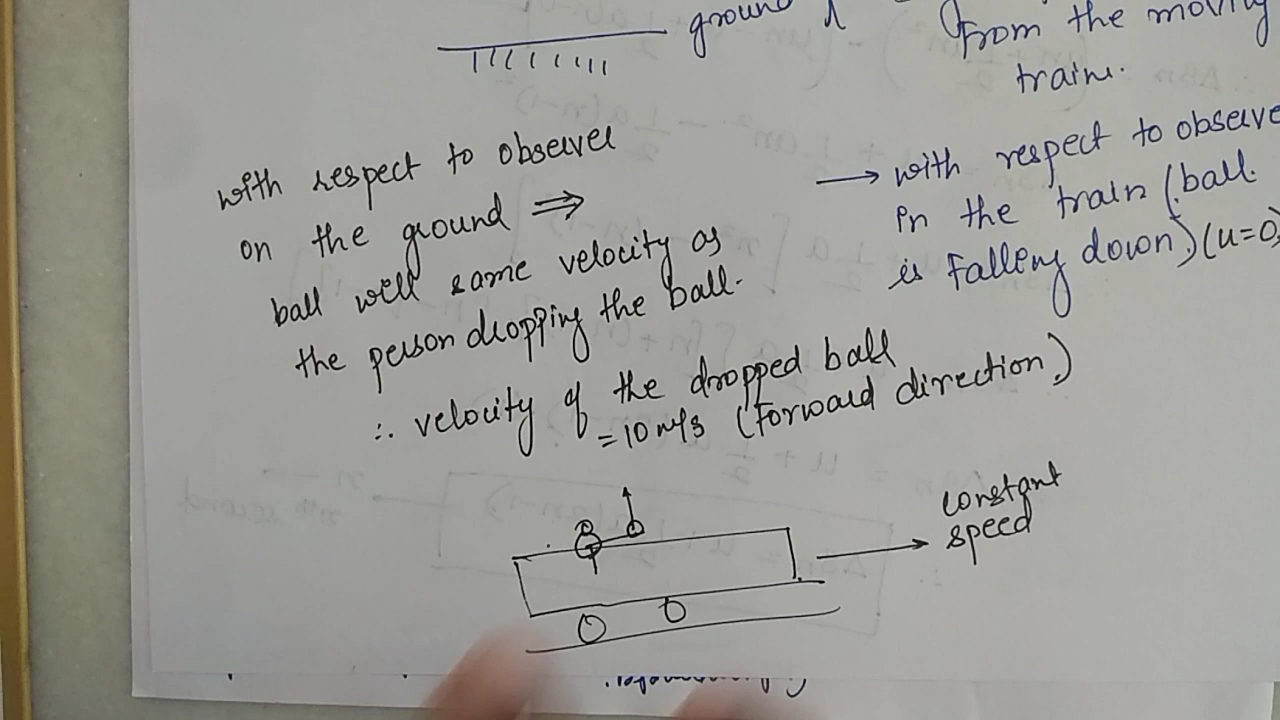 ground
from the moving
train.
with respect to observer
on the ground ⇒
ball will same velocity as
the person dropping the ball.
∴ velocity of the dropped ball
= 10 m/s (forward direction)
→ with respect to observe
in the train (ball
is falling down) (u=0)
constant
speed